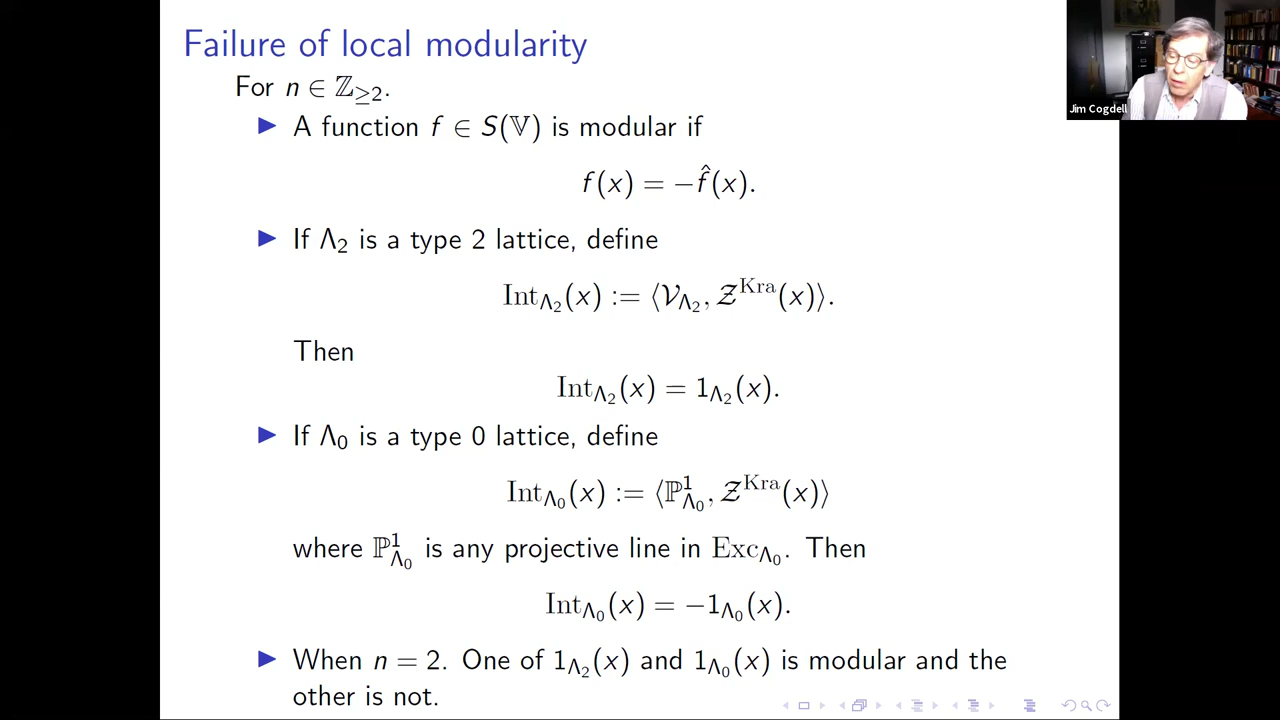 Failure of local modularity
For n ∈ ℤ≥2.
▶ A function f ∈ S(𝕍) is modular if
f(x) = −f̂(x).
▶ If Λ₂ is a type 2 lattice, define
Int_Λ₂(x) := ⟨𝒱_Λ₂, 𝒵^Kra(x)⟩.
Then
Int_Λ₂(x) = 1_Λ₂(x).
▶ If Λ₀ is a type 0 lattice, define
Int_Λ₀(x) := ⟨ℙ¹_Λ₀, 𝒵^Kra(x)⟩
where ℙ¹_Λ₀ is any projective line in Exc_Λ₀. Then
Int_Λ₀(x) = −1_Λ₀(x).
▶ When n = 2. One of 1_Λ₂(x) and 1_Λ₀(x) is modular and the
other is not.
Jim Cogdell